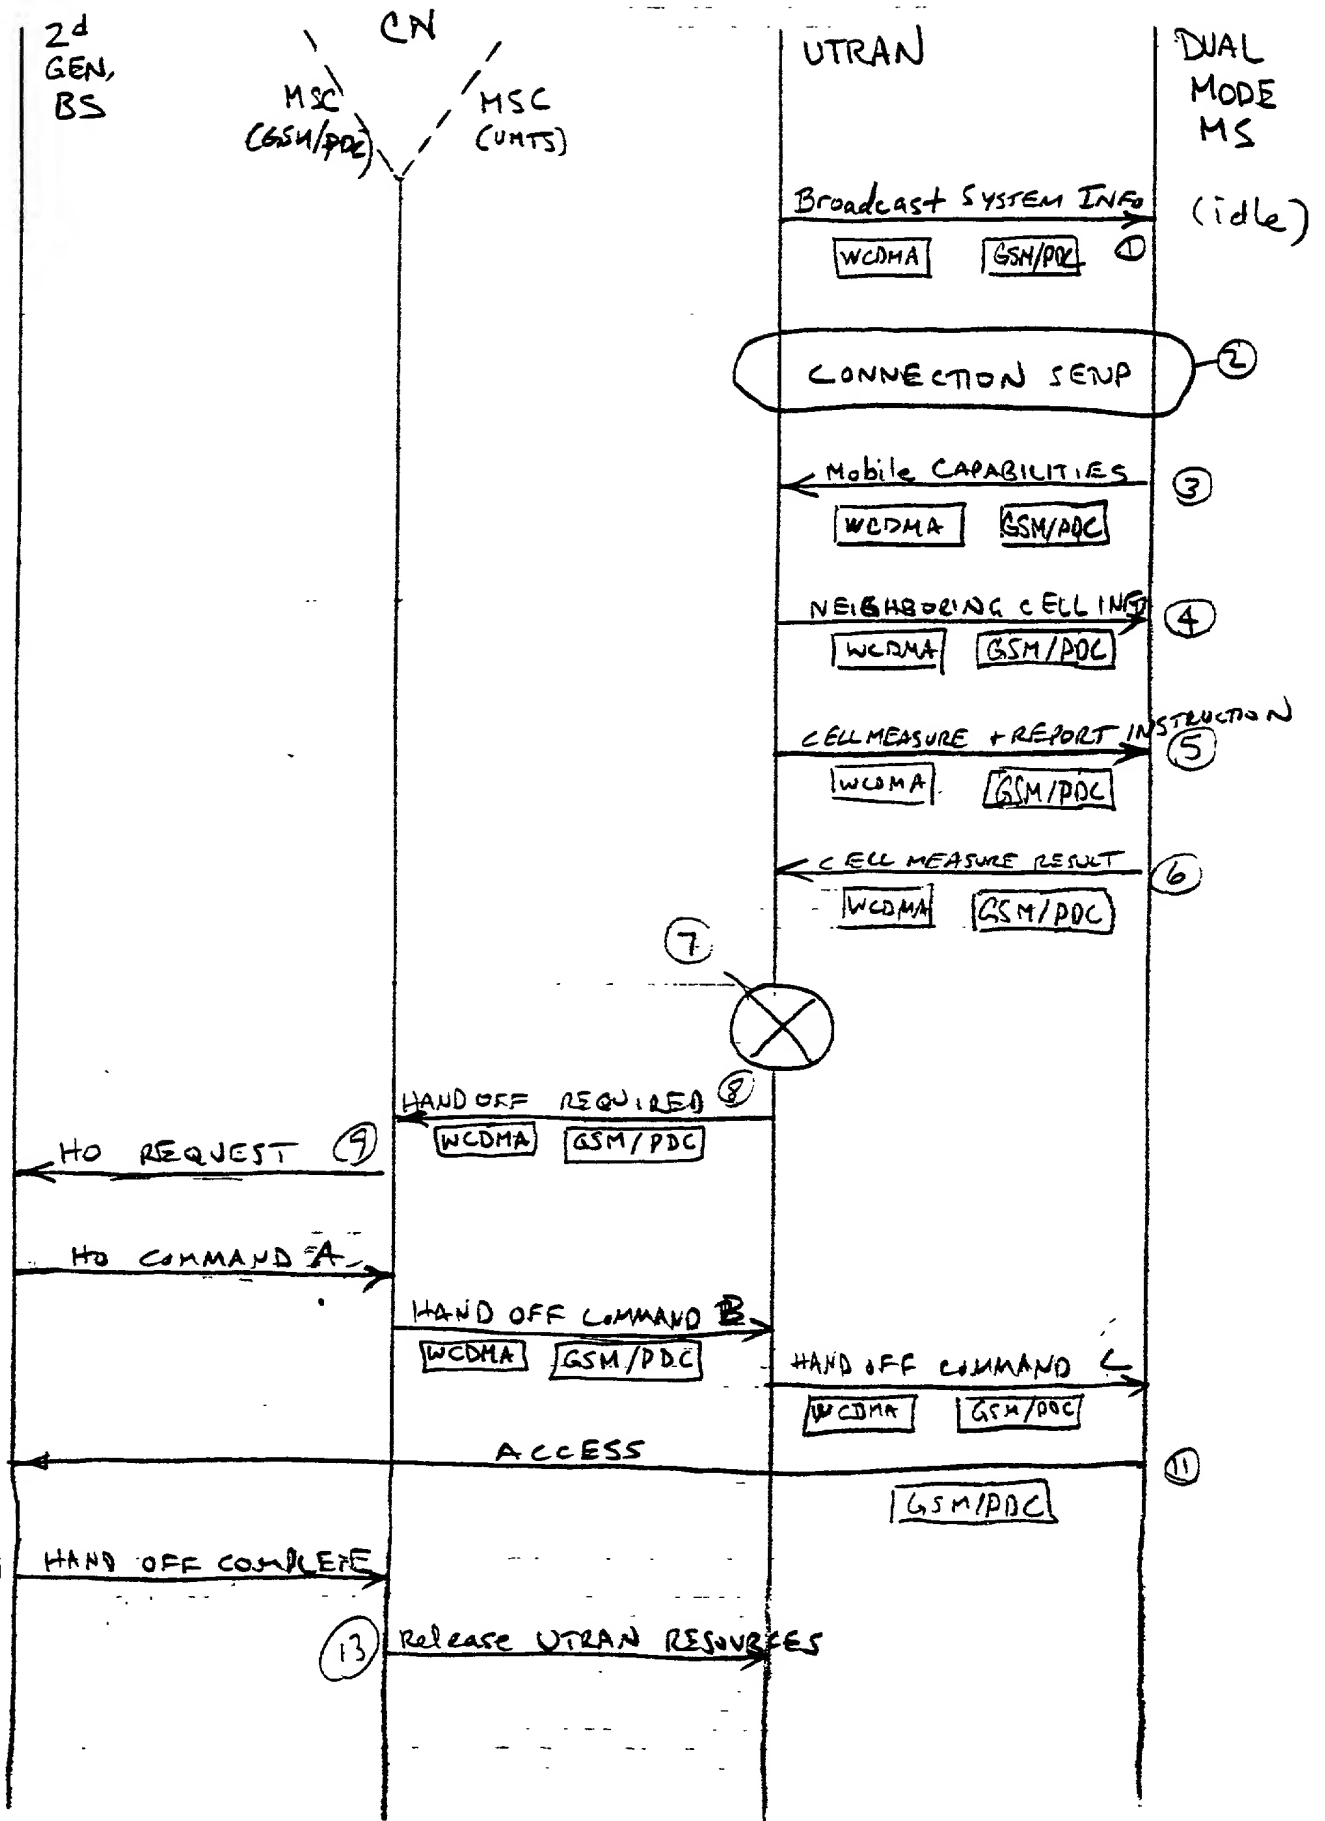 2d
GEN,
BS
CN
MSC
(GSM/PDC)
MSC
(UMTS)
UTRAN
DUAL
MODE
MS
(idle)
Broadcast SYSTEM INFO
WCDMA GSM/PDC 1
CONNECTION SETUP 2
Mobile CAPABILITIES 3
WCDMA GSM/PDC
NEIGHBORING CELL INFO 4
WCDMA GSM/PDC
CELL MEASURE + REPORT INSTRUCTION
5
WCDMA GSM/PDC
CELL MEASURE RESULT 6
WCDMA GSM/PDC
7
HAND OFF REQUIRED 8
WCDMA GSM/PDC
HO REQUEST 9
HO COMMAND A
HAND OFF COMMAND B
WCDMA GSM/PDC
HAND OFF COMMAND C
WCDMA GSM/PDC
ACCESS 11
GSM/PDC
HAND OFF COMPLETE
13 Release UTRAN RESOURCES